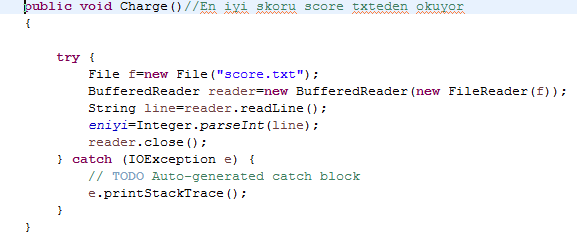 public void Charge()//En iyi skoru score txteden okuyor
{
try {
File f=new File("score.txt");
BufferedReader reader=new BufferedReader(new FileReader(f));
String line=reader.readLine();
eniyi=Integer.parseInt(line);
reader.close();
} catch (IOException e) {
// TODO Auto-generated catch block
e.printStackTrace();
}
}